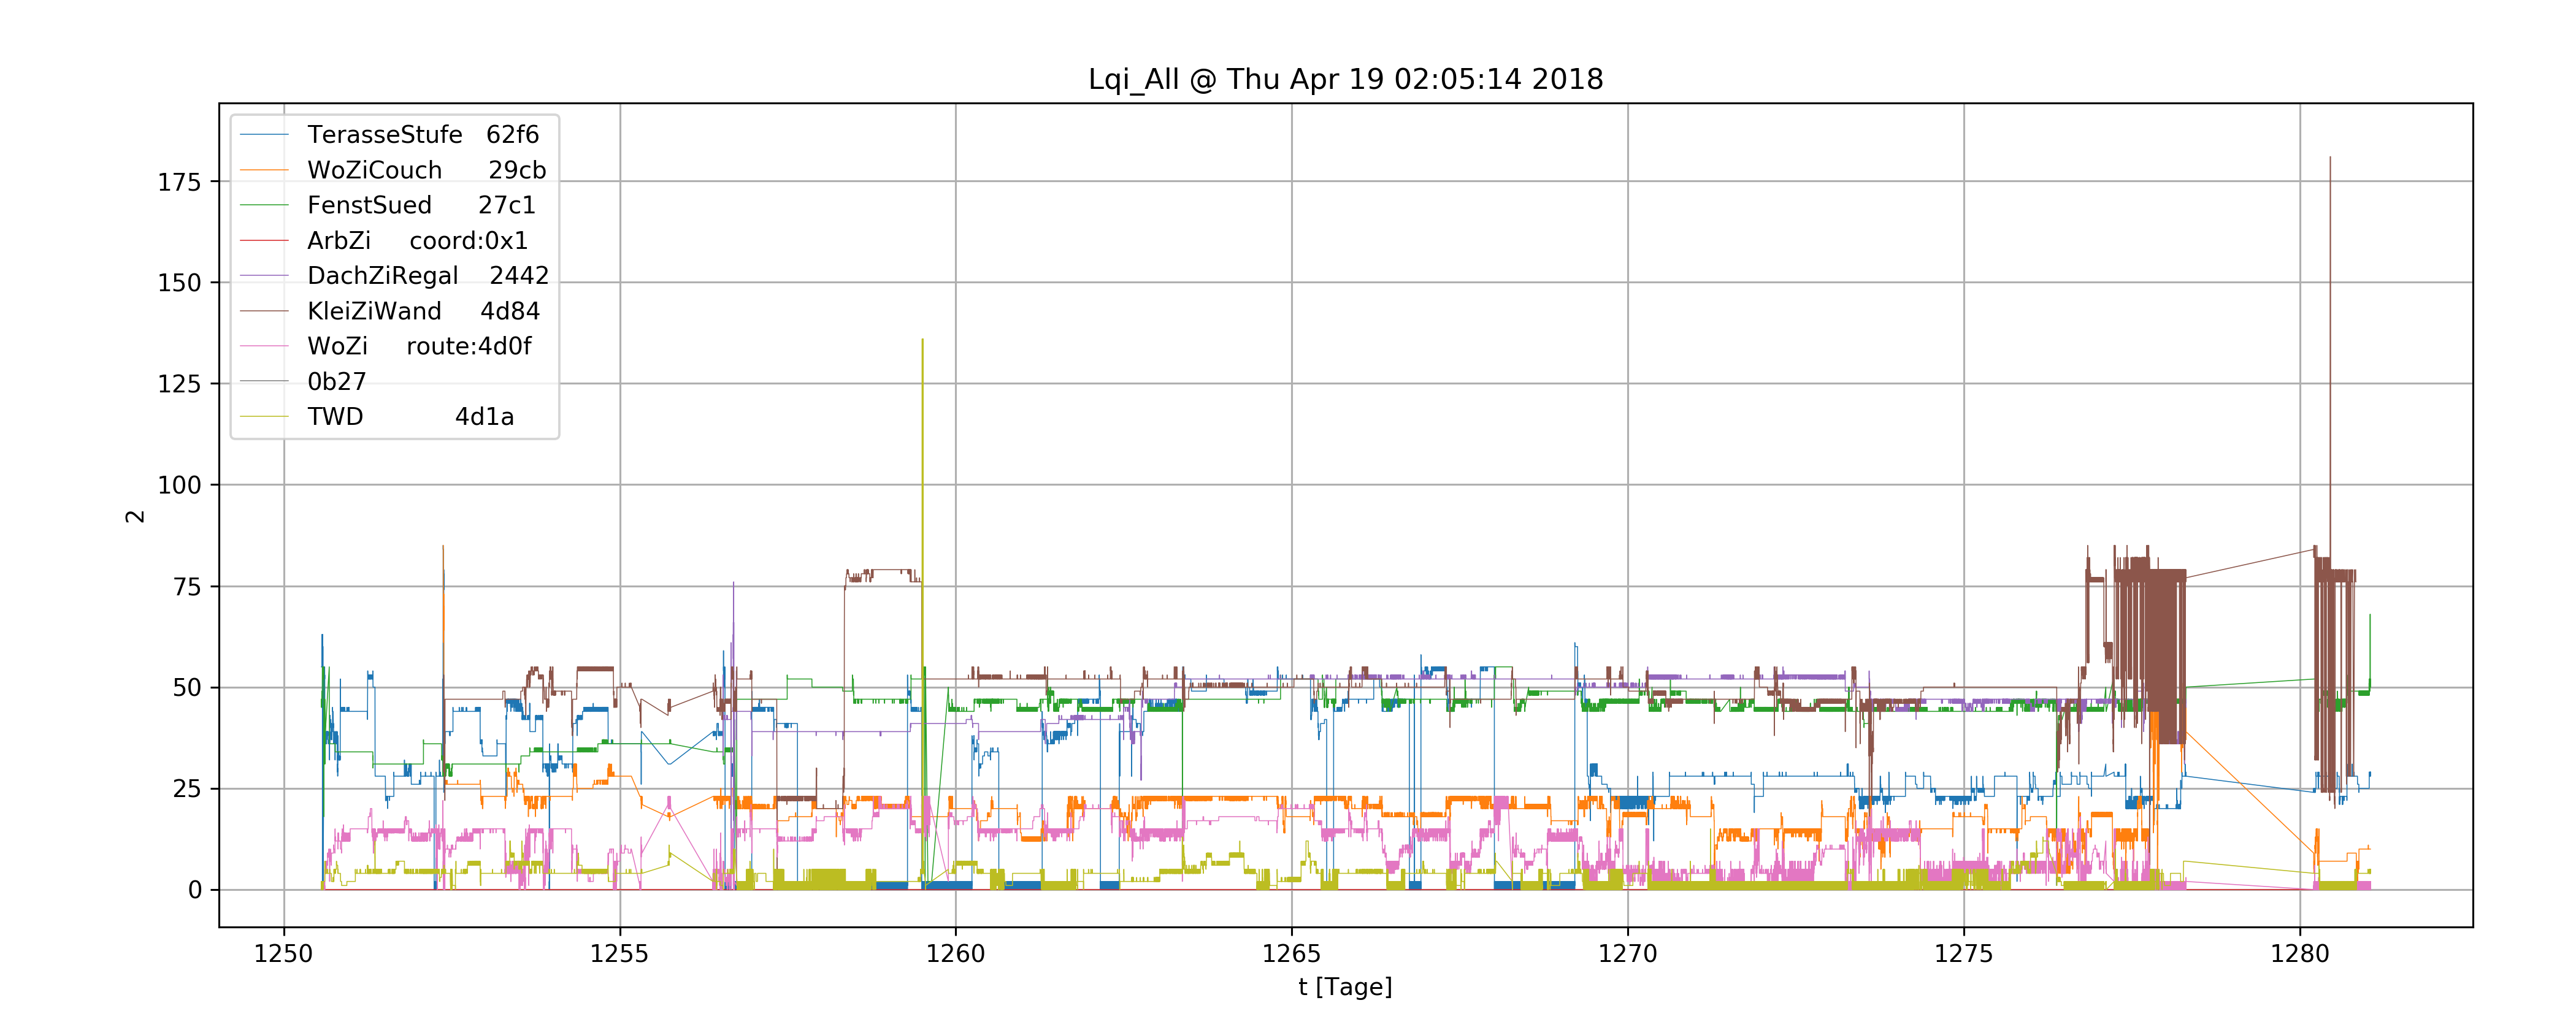 Lqi_All @ Thu Apr 19 02:05:14 2018
TerasseStufe 62f6
WoZiCouch 29cb
FenstSued 27c1
ArbZi coord:0x1
DachZiRegal 2442
KleiZiWand 4d84
WoZi route:4d0f
0b27
TWD 4d1a
175
150
125
100
75
50
25
0
2
1250 1255 1260 1265 1270 1275 1280
t [Tage]